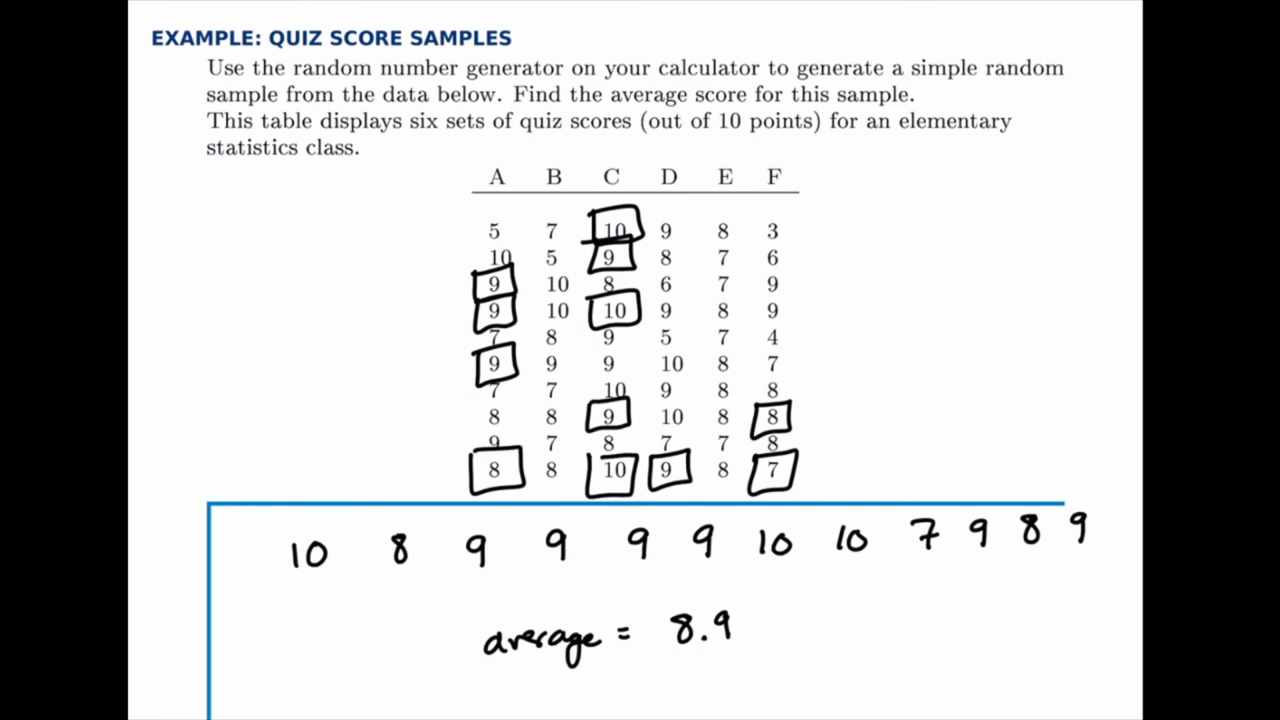 EXAMPLE: QUIZ SCORE SAMPLES
Use the random number generator on your calculator to generate a simple random
sample from the data below. Find the average score for this sample.
This table displays six sets of quiz scores (out of 10 points) for an elementary
statistics class.
A B C D E F
5 7 10 9 8 3
10 5 9 8 7 6
9 10 8 6 7 9
9 10 10 9 8 9
7 8 9 5 7 4
9 9 9 10 8 7
7 7 10 9 8 8
8 8 9 10 8 8
9 7 8 7 7 8
8 8 10 9 8 7
10 8 9 9 9 9 10 10 7 9 8 9
average = 8.9